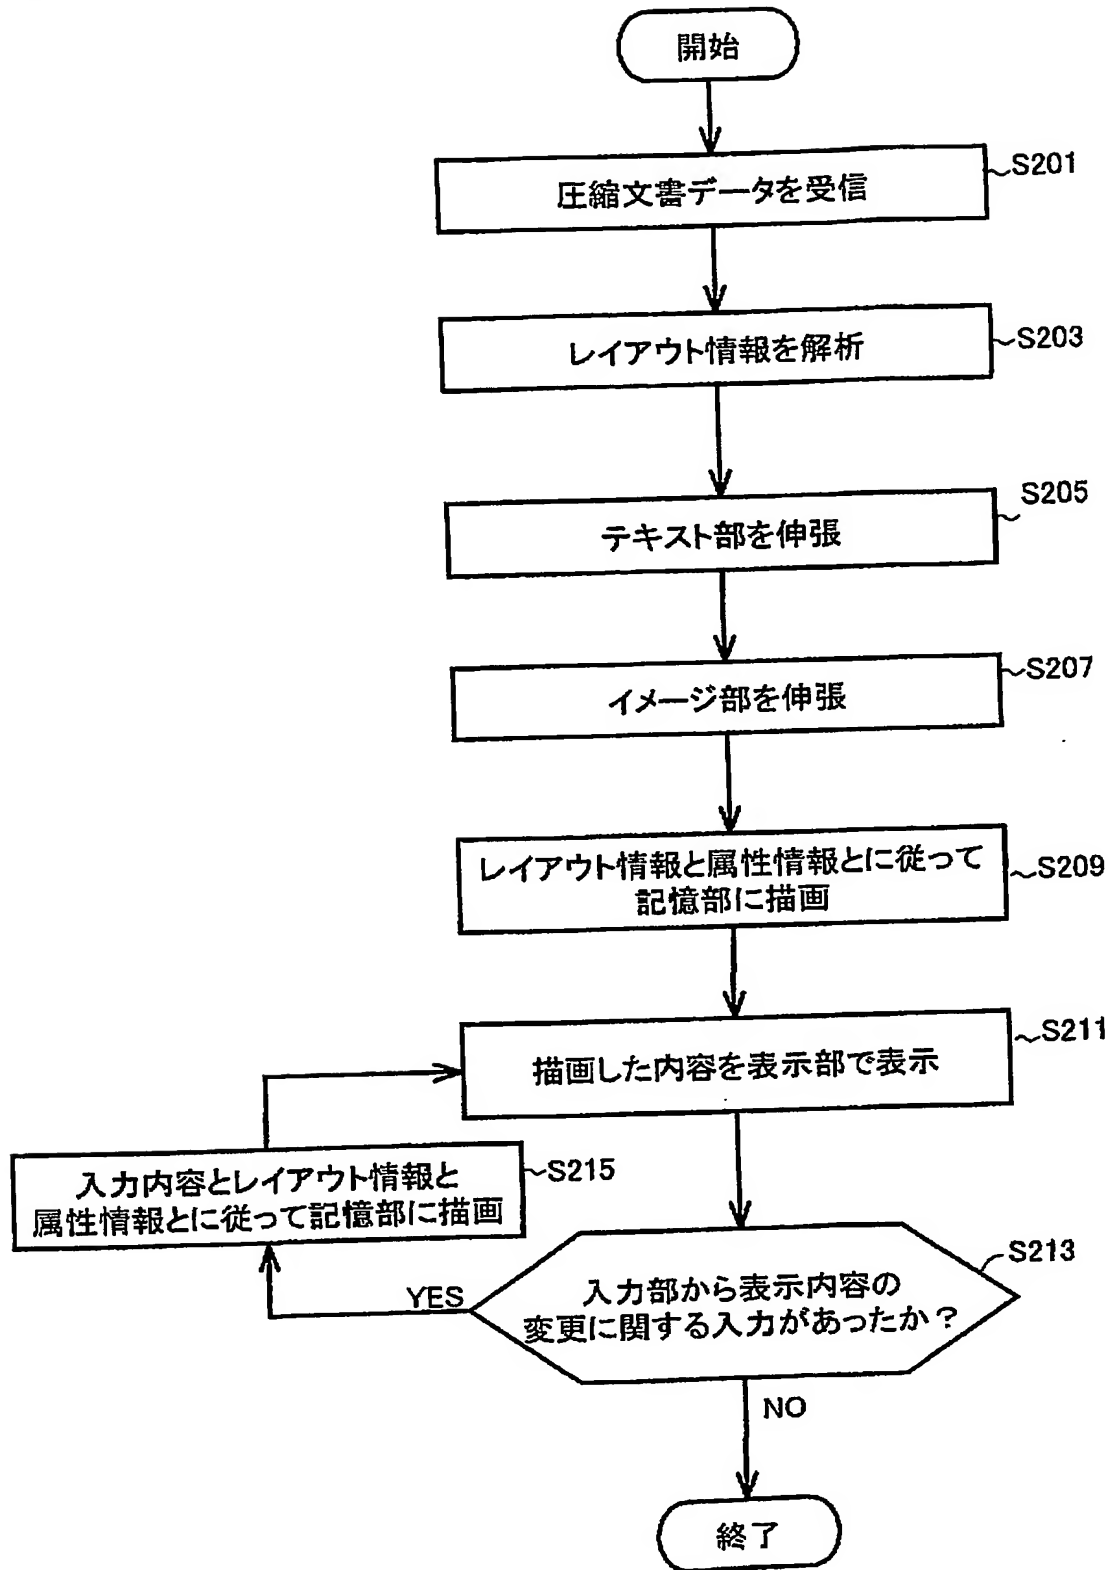 開始
圧縮文書データを受信
S201
レイアウト情報を解析
S203
テキスト部を伸張
S205
イメージ部を伸張
S207
レイアウト情報と属性情報とに従って
記憶部に描画
S209
描画した内容を表示部で表示
S211
入力内容とレイアウト情報と
属性情報とに従って記憶部に描画
S215
入力部から表示内容の
変更に関する入力があったか？
S213
YES
NO
終了